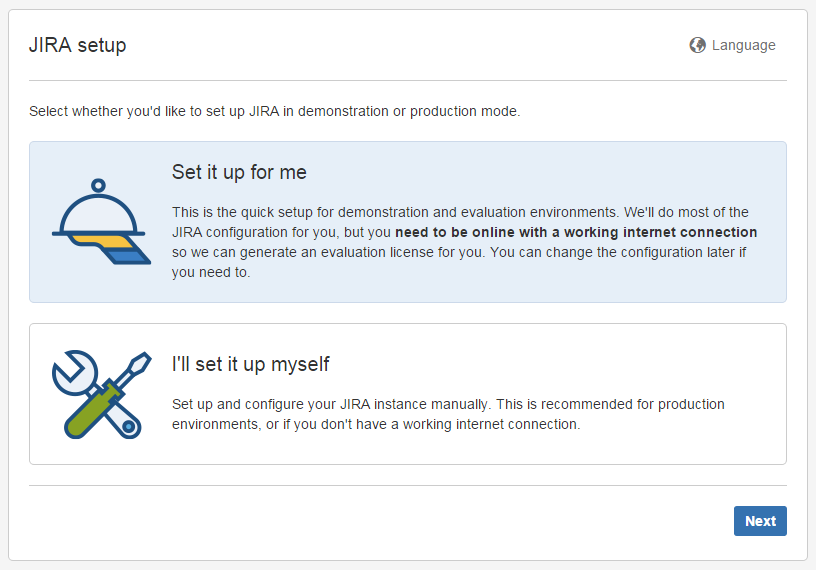 JIRA setup
Language
Select whether you'd like to set up JIRA in demonstration or production mode.
Set it up for me
This is the quick setup for demonstration and evaluation environments. We'll do most of the
JIRA configuration for you, but you need to be online with a working internet connection
so we can generate an evaluation license for you. You can change the configuration later if
you need to.
I'll set it up myself
Set up and configure your JIRA instance manually. This is recommended for production
environments, or if you don't have a working internet connection.
Next